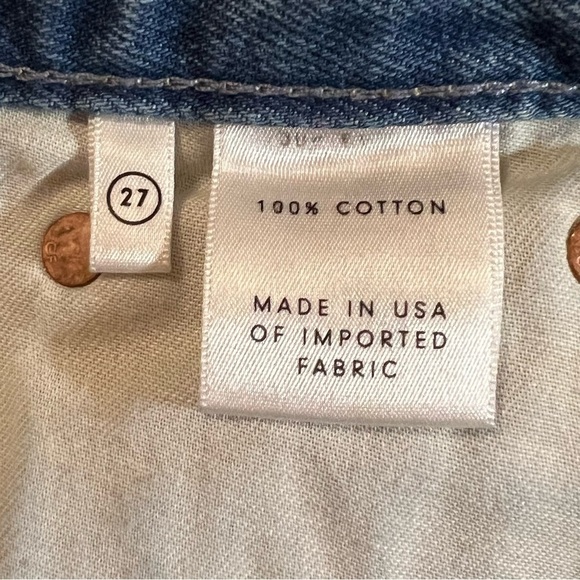 27
100% COTTON
MADE IN USA
OF IMPORTED
FABRIC